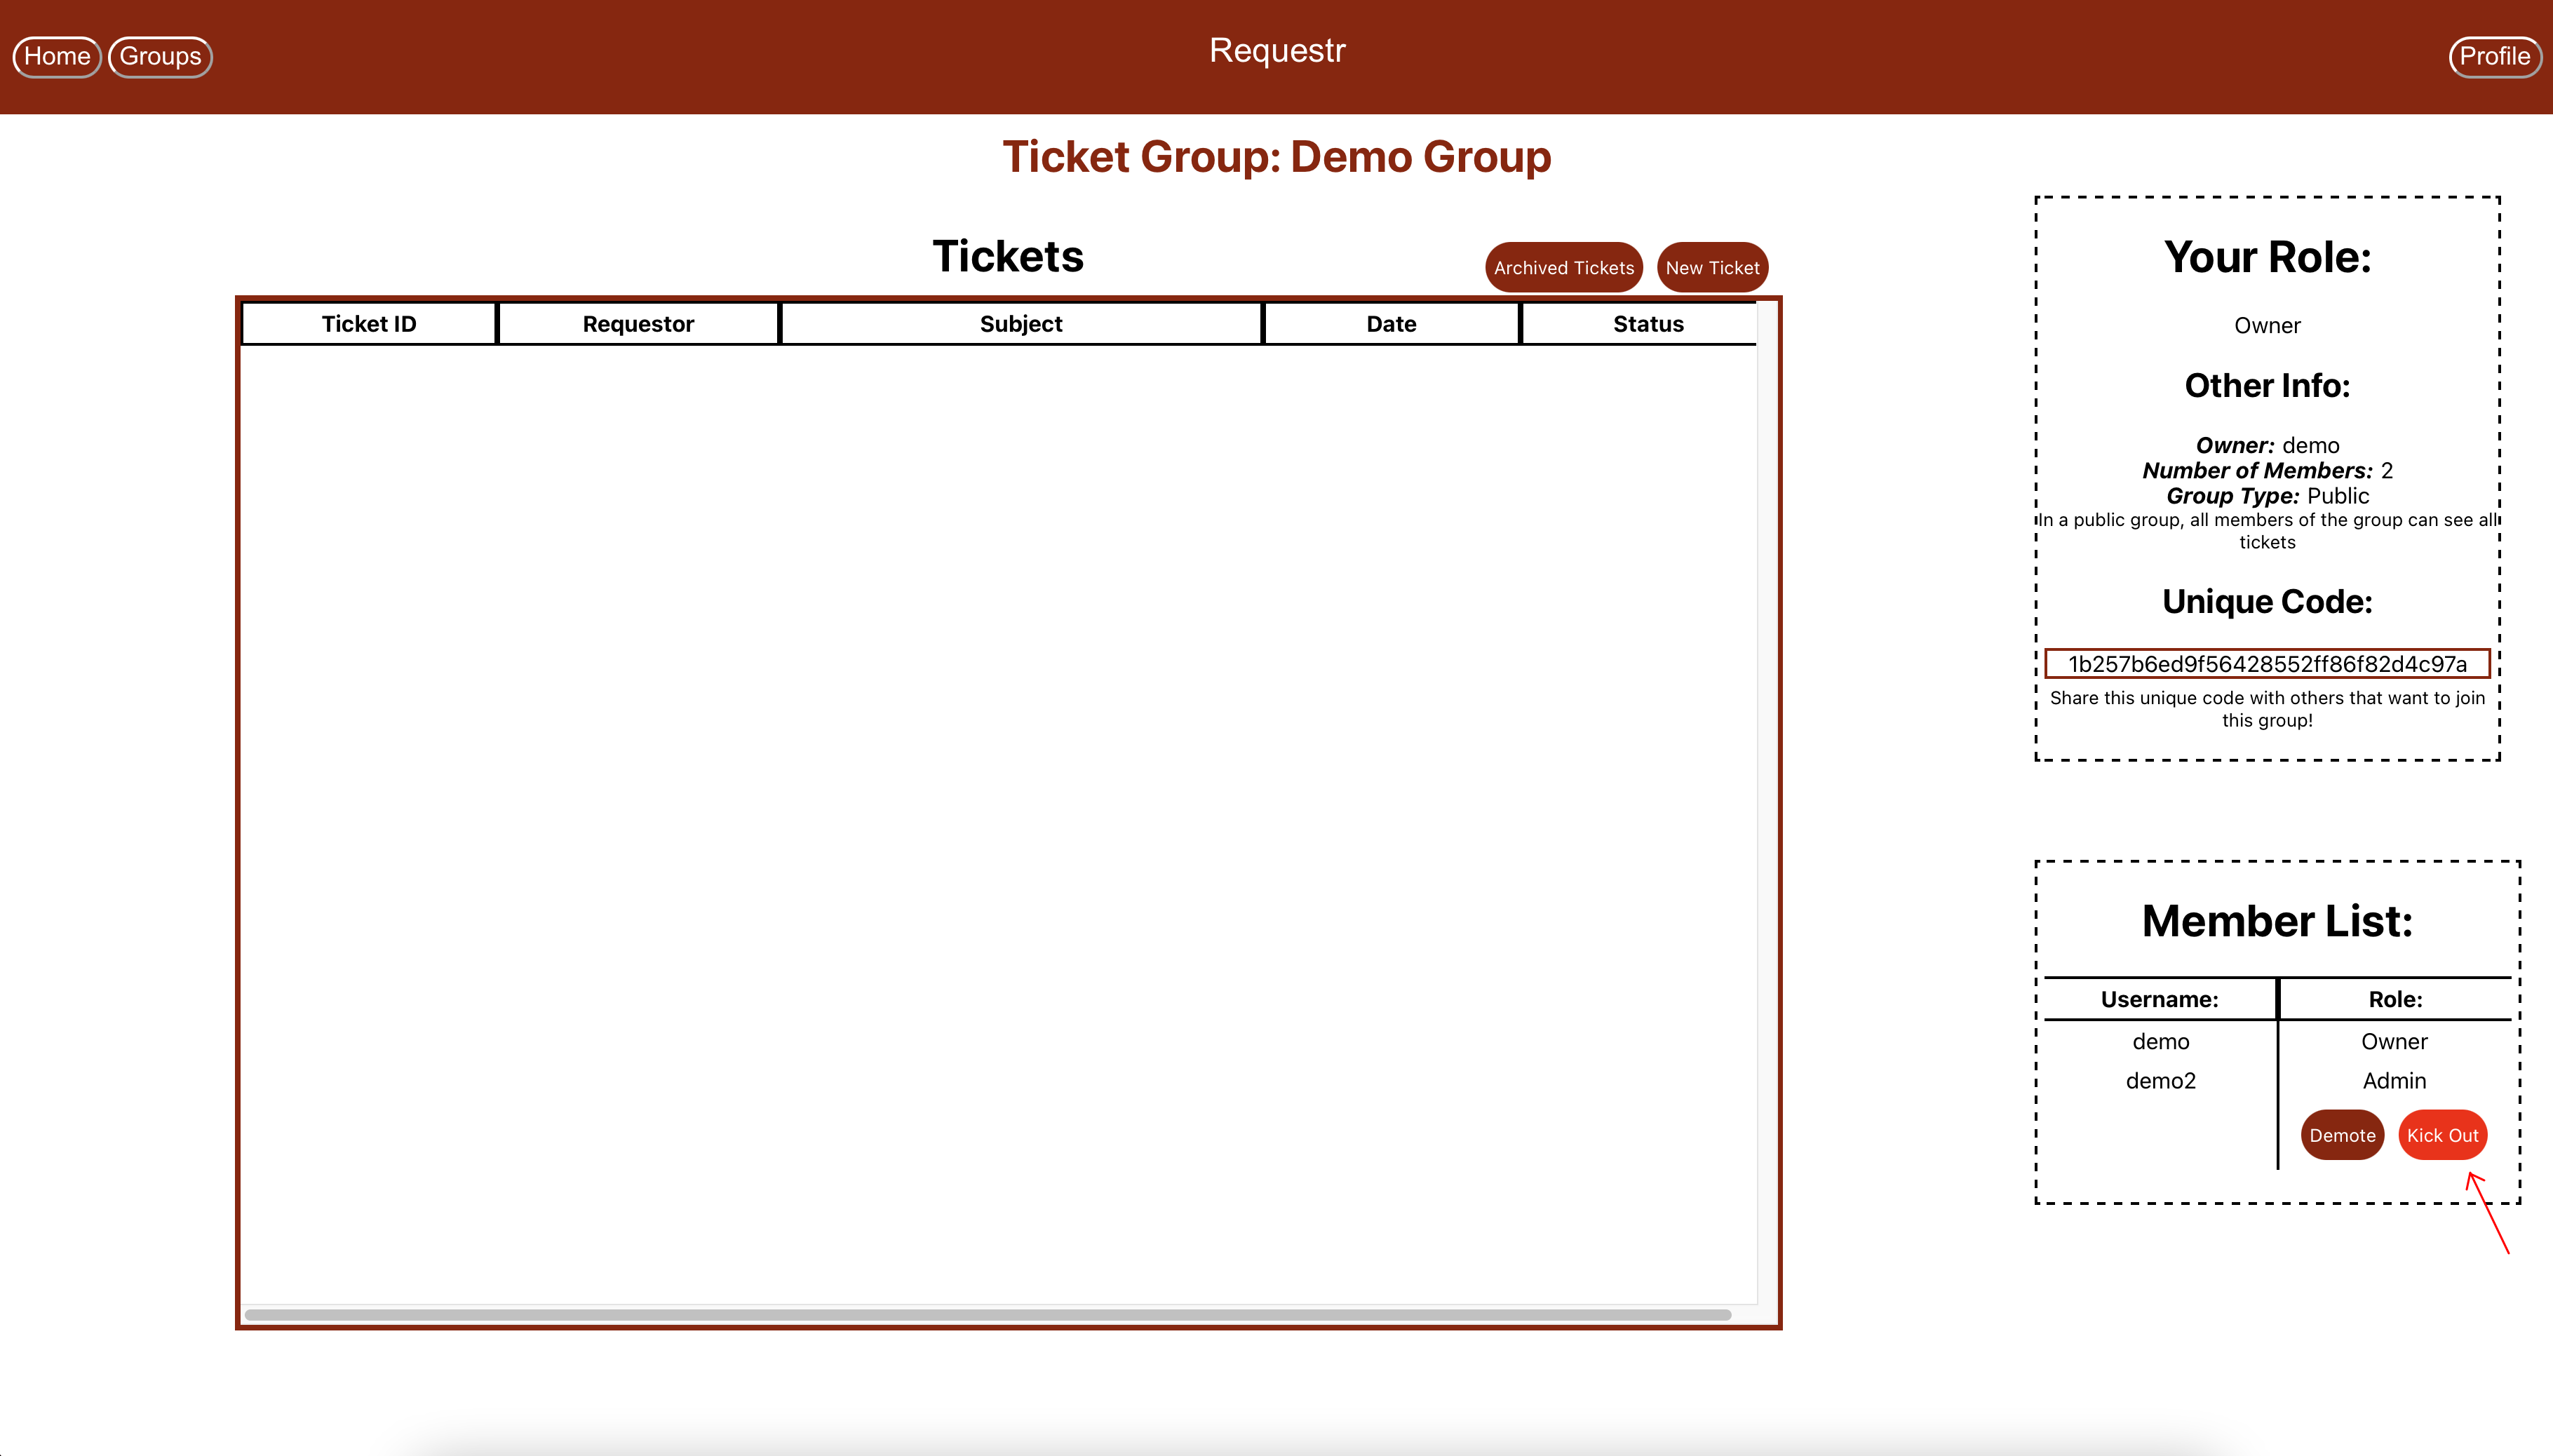 Home Groups Requestr Profile
Ticket Group: Demo Group
Tickets Archived Tickets New Ticket
Ticket ID Requestor Subject Date Status
Your Role:
Owner
Other Info:
Owner: demo
Number of Members: 2
Group Type: Public
In a public group, all members of the group can see all
tickets
Unique Code:
1b257b6ed9f56428552ff86f82d4c97a
Share this unique code with others that want to join
this group!
Member List:
Username: Role:
demo Owner
demo2 Admin
Demote Kick Out